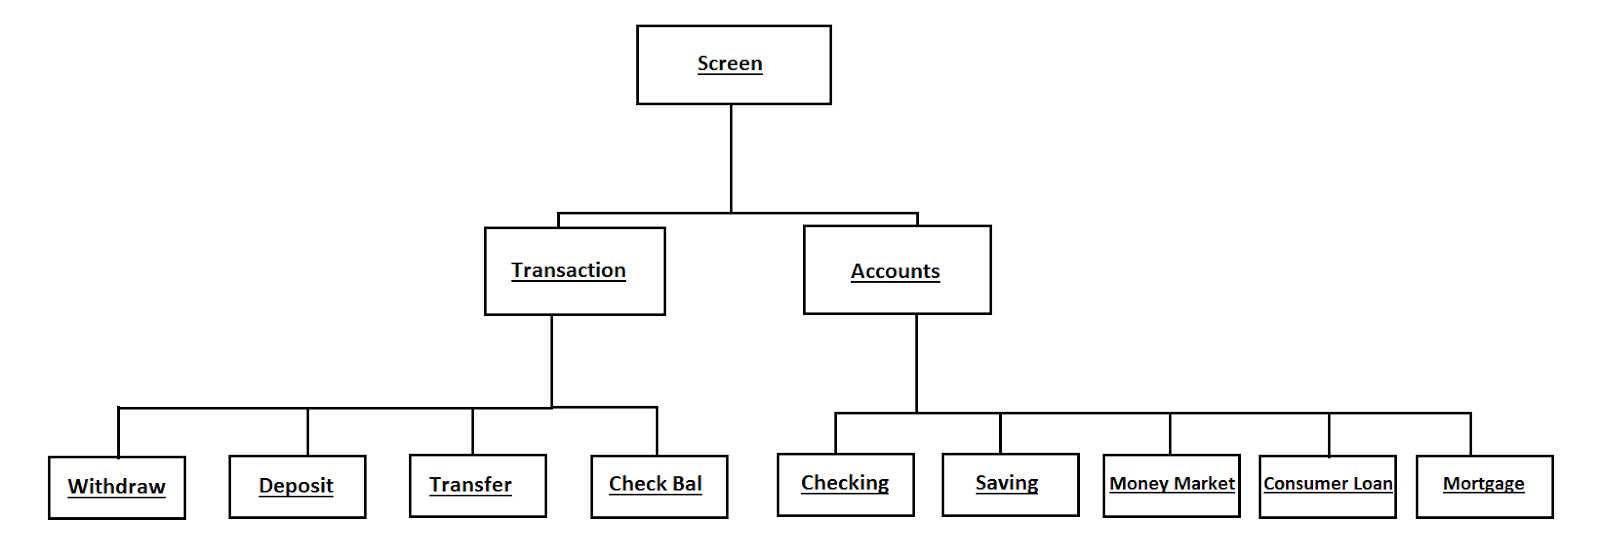 Screen
Transaction
Accounts
Withdraw
Deposit
Transfer
Check Bal
Checking
Saving
Money Market
Consumer Loan
Mortgage